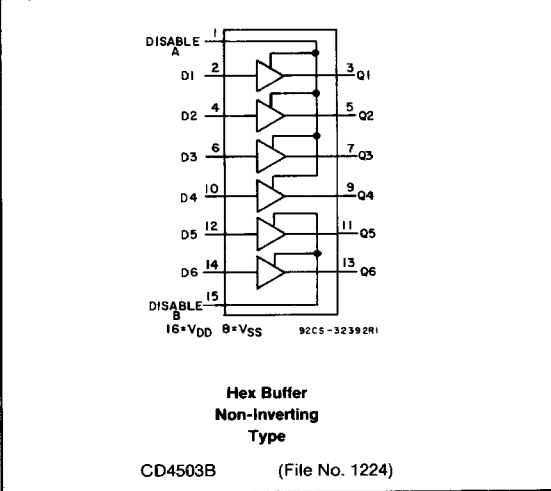 1
DISABLE
A
D1 2 3 Q1
D2 4 5 Q2
D3 6 7 Q3
D4 10 9 Q4
D5 12 11 Q5
D6 14 13 Q6
DISABLE 15
B
16=VDD 8=VSS 92CS-32392R1
Hex Buffer
Non-Inverting
Type
CD4503B (File No. 1224)